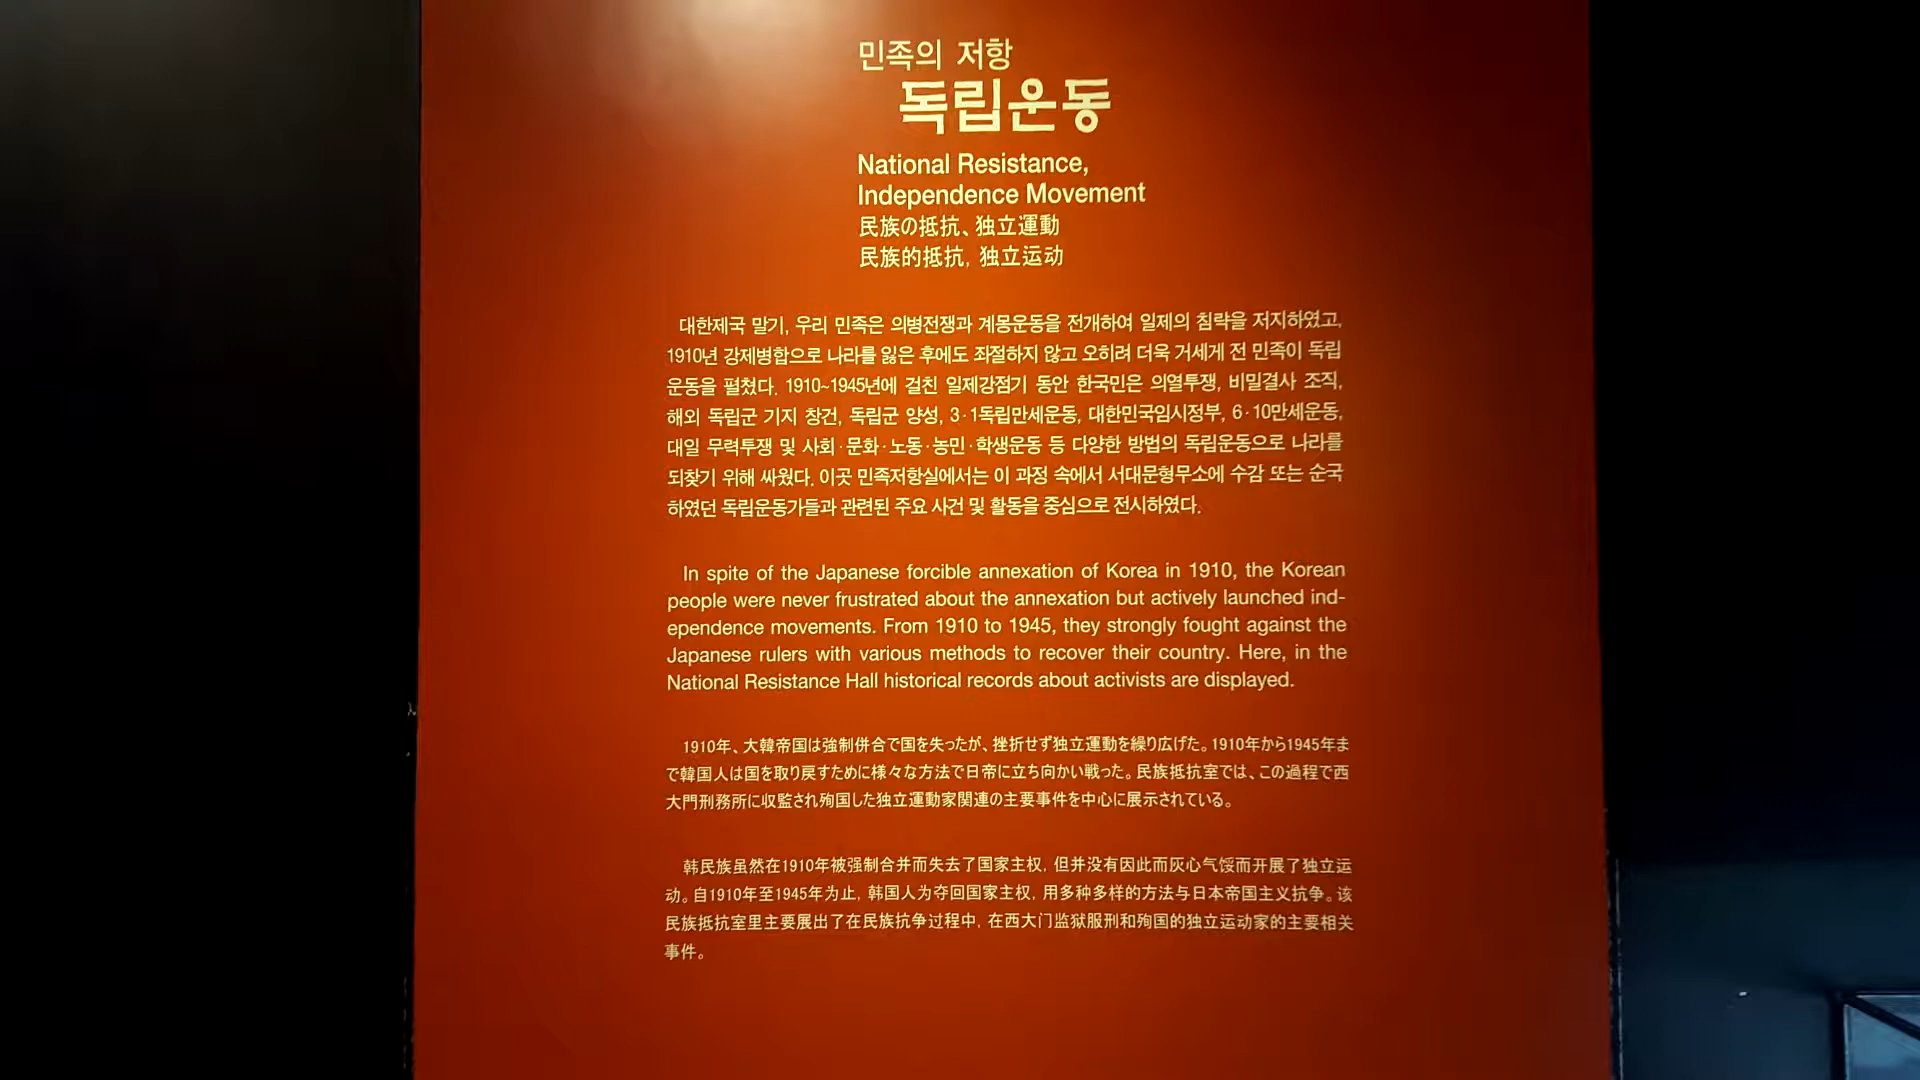 민족의 저항
독립운동
National Resistance,
Independence Movement
民族の抵抗、独立運動
民族的抵抗, 独立运动
대한제국 말기, 우리 민족은 의병전쟁과 계몽운동을 전개하여 일제의 침략을 저지하였고,
1910년 강제병합으로 나라를 잃은 후에도 좌절하지 않고 오히려 더욱 거세게 전 민족이 독립
운동을 펼쳤다. 1910~1945년에 걸친 일제강점기 동안 한국민은 의열투쟁, 비밀결사 조직,
해외 독립군 기지 창건, 독립군 양성, 3·1독립만세운동, 대한민국임시정부, 6·10만세운동,
대일 무력투쟁 및 사회·문화·노동·농민·학생운동 등 다양한 방법의 독립운동으로 나라를
되찾기 위해 싸웠다. 이곳 민족저항실에서는 이 과정 속에서 서대문형무소에 수감 또는 순국
하였던 독립운동가들과 관련된 주요 사건 및 활동을 중심으로 전시하였다.
In spite of the Japanese forcible annexation of Korea in 1910, the Korean
people were never frustrated about the annexation but actively launched ind-
ependence movements. From 1910 to 1945, they strongly fought against the
Japanese rulers with various methods to recover their country. Here, in the
National Resistance Hall historical records about activists are displayed.
1910年、大韓帝国は強制併合で国を失ったが、挫折せず独立運動を繰り広げた。1910年から1945年ま
で韓国人は国を取り戻すために様々な方法で日帝に立ち向かい戦った。民族抵抗室では、この過程で西
大門刑務所に収監され殉国した独立運動家関連の主要事件を中心に展示されている。
韩民族虽然在1910年被强制合并而失去了国家主权, 但并没有因此而灰心气馁而开展了独立运
动。自1910年至1945年为止, 韩国人为夺回国家主权, 用多种多样的方法与日本帝国主义抗争。该
民族抵抗室里主要展出了在民族抗争过程中, 在西大门监狱服刑和殉国的独立运动家的主要相关
事件。